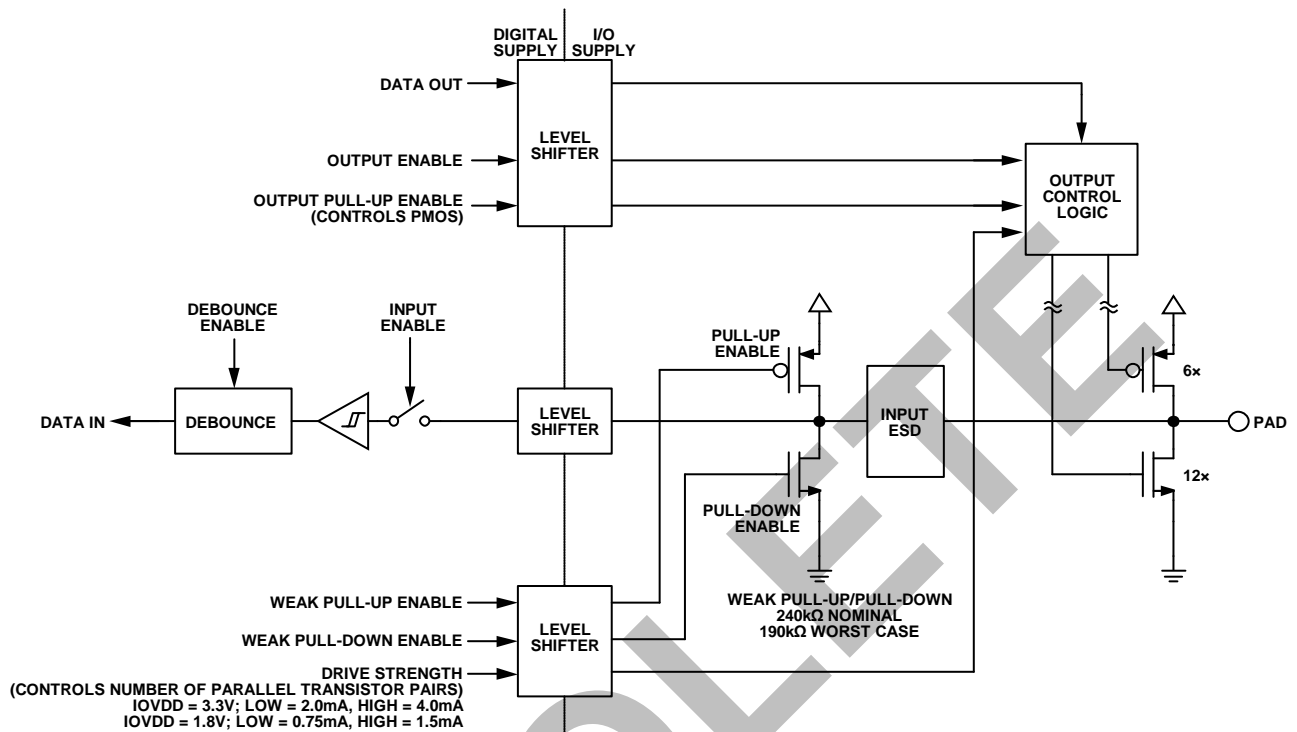 DIGITAL
SUPPLY
I/O
SUPPLY
DATA OUT
OUTPUT ENABLE
OUTPUT PULL-UP ENABLE
(CONTROLS PMOS)
LEVEL
SHIFTER
OUTPUT
CONTROL
LOGIC
DEBOUNCE
ENABLE
INPUT
ENABLE
PULL-UP
ENABLE
6×
DATA IN
DEBOUNCE
LEVEL
SHIFTER
INPUT
ESD
PAD
12×
PULL-DOWN
ENABLE
WEAK PULL-UP/PULL-DOWN
240kΩ NOMINAL
190kΩ WORST CASE
WEAK PULL-UP ENABLE
WEAK PULL-DOWN ENABLE
LEVEL
SHIFTER
DRIVE STRENGTH
(CONTROLS NUMBER OF PARALLEL TRANSISTOR PAIRS)
IOVDD = 3.3V; LOW = 2.0mA, HIGH = 4.0mA
IOVDD = 1.8V; LOW = 0.75mA, HIGH = 1.5mA
OLETE